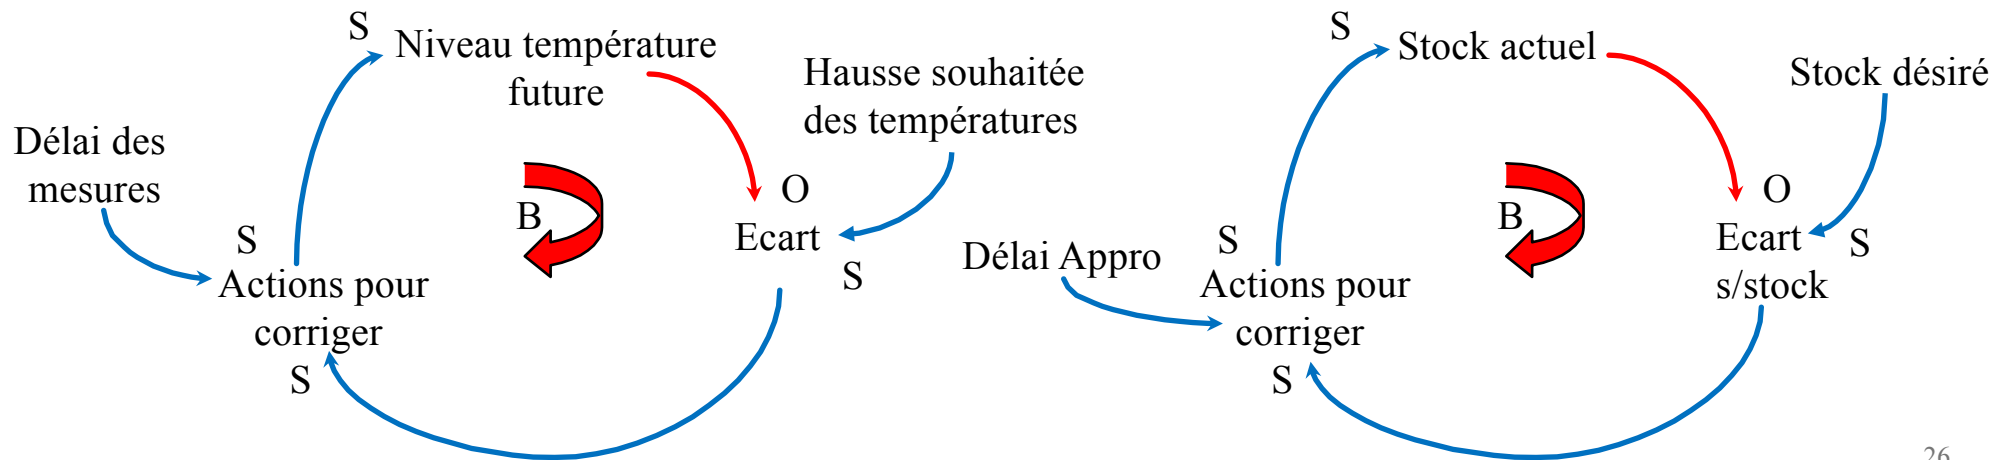 S
Niveau température
future
Hausse souhaitée
des températures
Délai des
mesures
B
O
Ecart
S
S
Actions pour
corriger
S
S
Stock actuel
Stock désiré
B
O
Ecart
s/stock
S
Délai Appro
S
Actions pour
corriger
S